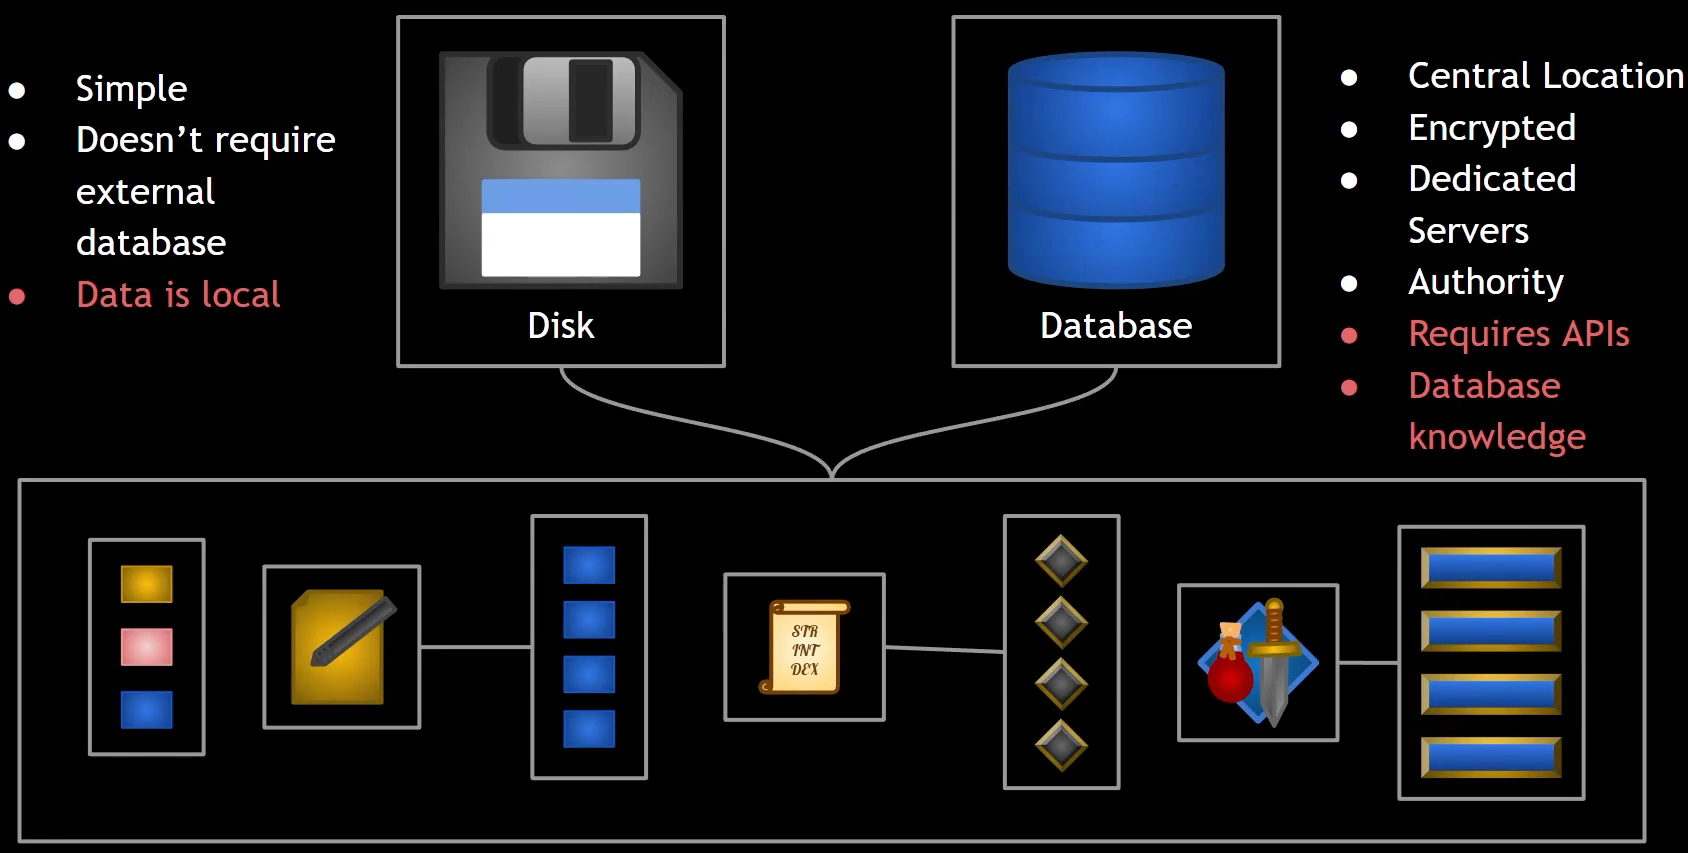 Simple
Doesn’t require
external
database
Data is local
Disk
Database
Central Location
Encrypted
Dedicated
Servers
Authority
Requires APIs
Database
knowledge
STR
INT
DEX